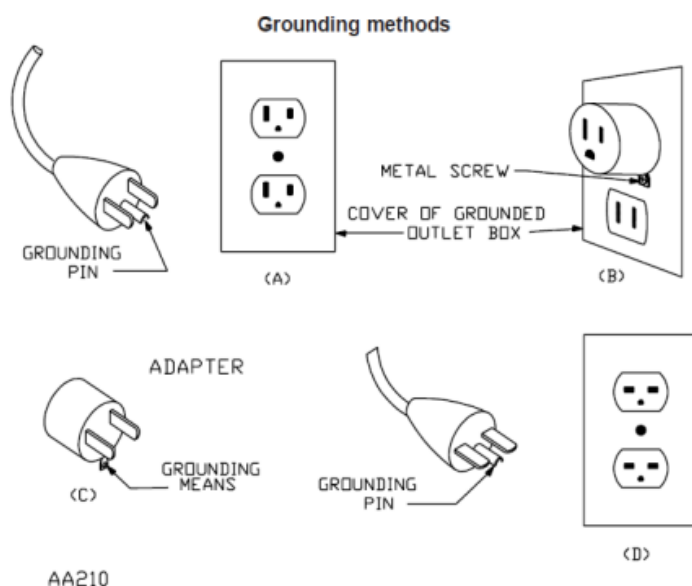 Grounding methods
METAL SCREW
COVER OF GROUNDED
OUTLET BOX
GROUNDING
PIN
(A)
(B)
ADAPTER
GROUNDING
MEANS
(C)
GROUNDING
PIN
(D)
AA210